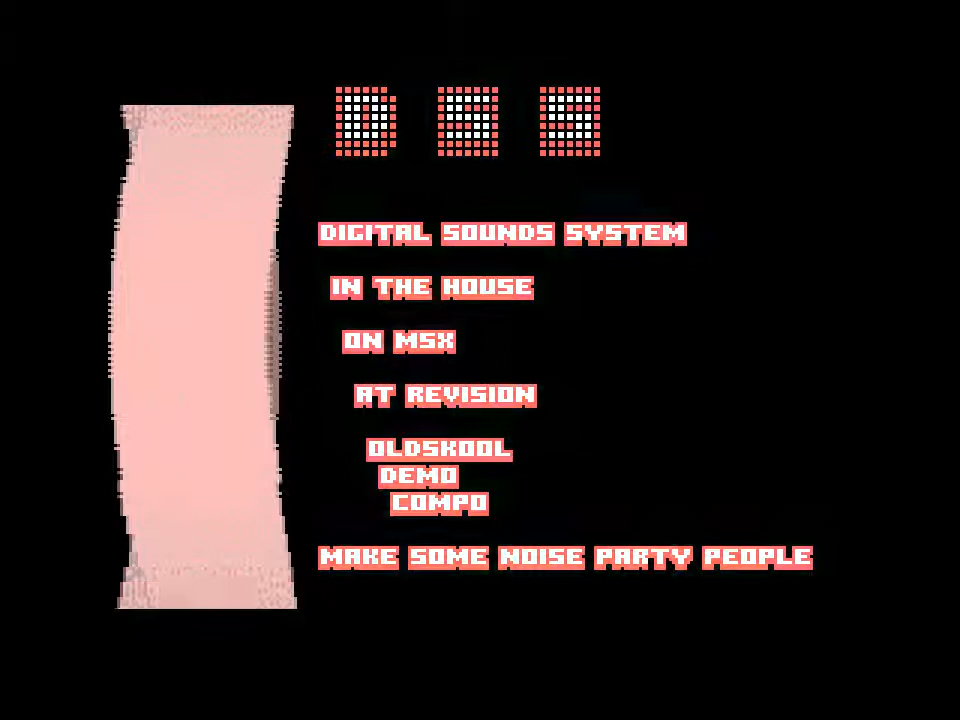 DSS
DIGITAL SOUNDS SYSTEM
IN THE HOUSE
ON MSX
AT REVISION
OLDSKOOL
DEMO
COMPO
MAKE SOME NOISE PARTY PEOPLE